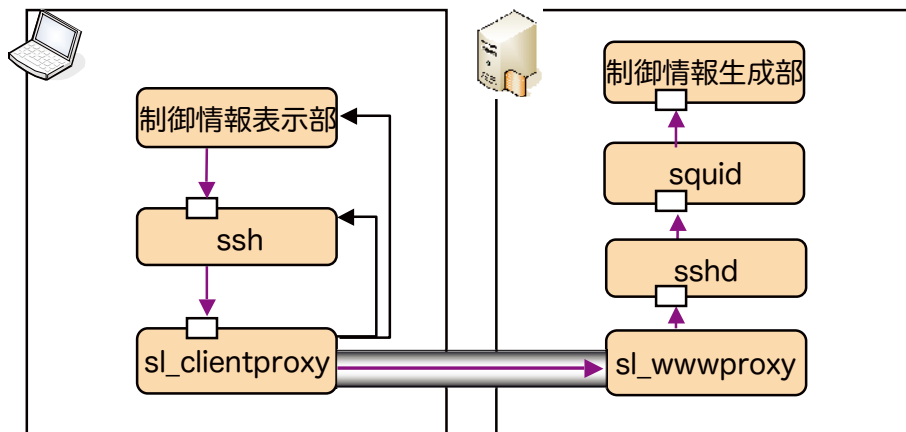 制御情報表示部
ssh
sl_clientproxy
制御情報生成部
squid
sshd
sl_wwwproxy